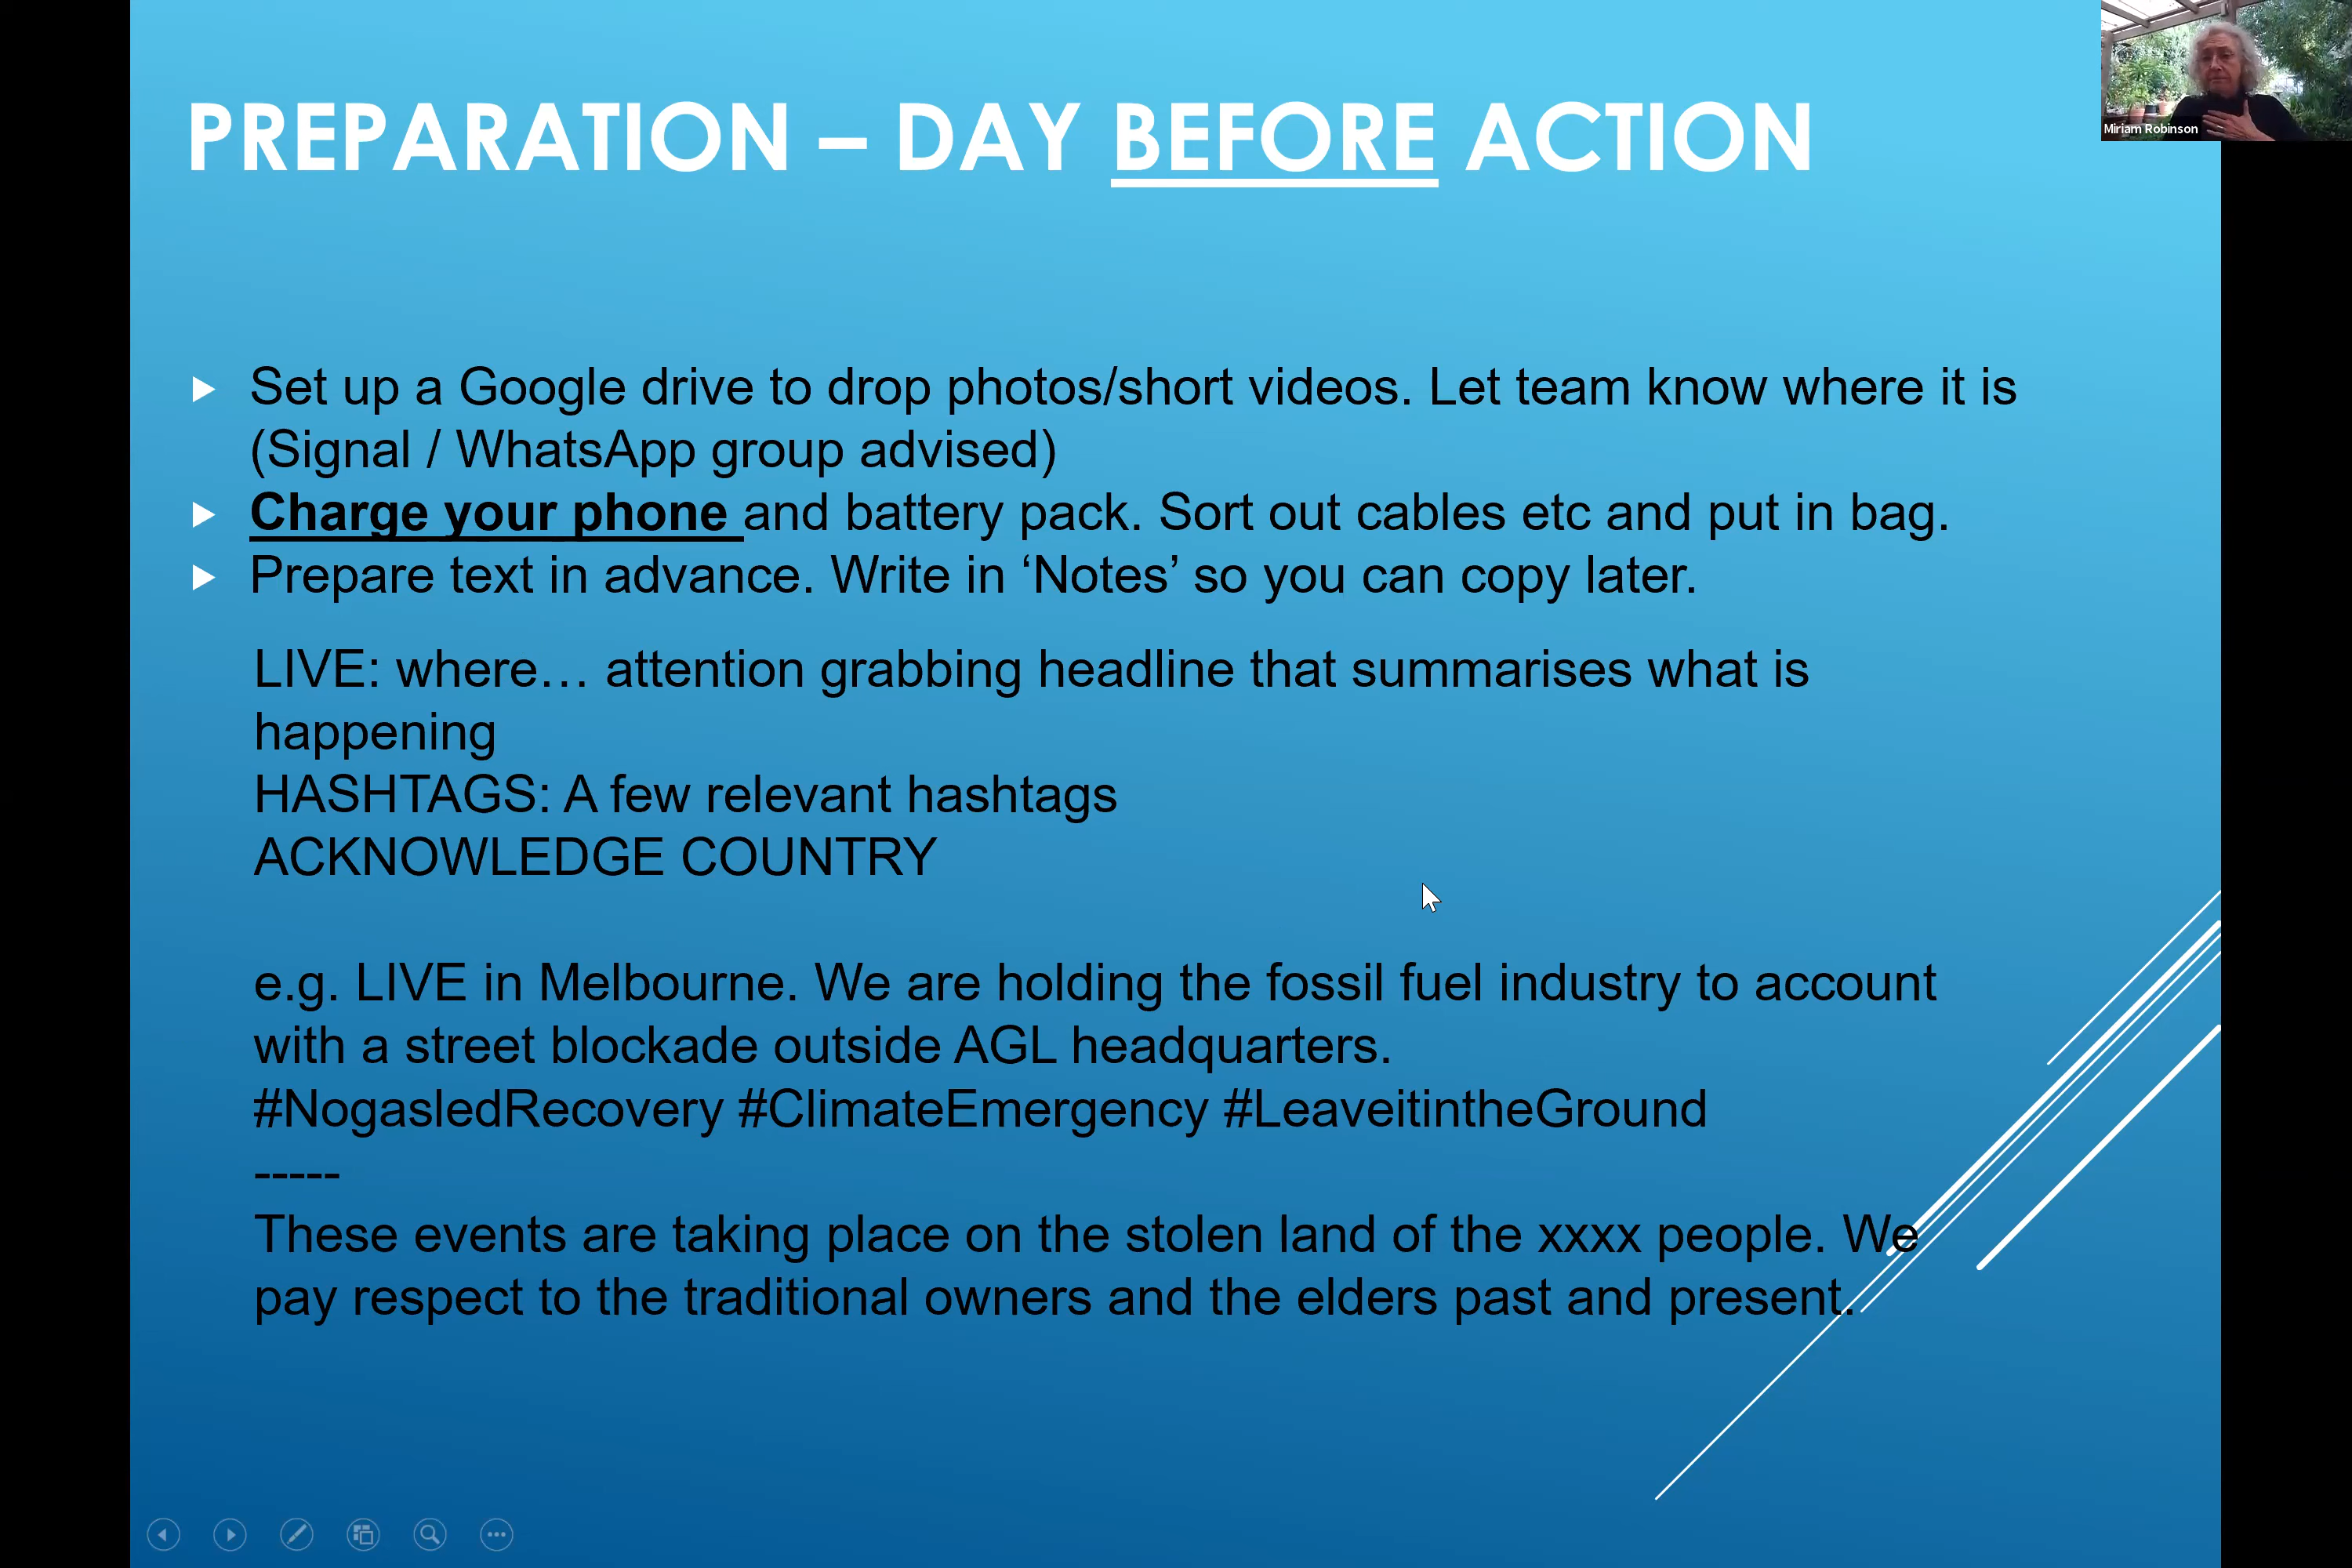 PREPARATION – DAY BEFORE ACTION
Miriam Robinson
Set up a Google drive to drop photos/short videos. Let team know where it is
(Signal / WhatsApp group advised)
Charge your phone and battery pack. Sort out cables etc and put in bag.
Prepare text in advance. Write in ‘Notes’ so you can copy later.
LIVE: where… attention grabbing headline that summarises what is
happening
HASHTAGS: A few relevant hashtags
ACKNOWLEDGE COUNTRY
e.g. LIVE in Melbourne. We are holding the fossil fuel industry to account
with a street blockade outside AGL headquarters.
#NogasledRecovery #ClimateEmergency #LeaveitintheGround
-----
These events are taking place on the stolen land of the xxxx people. We
pay respect to the traditional owners and the elders past and present.